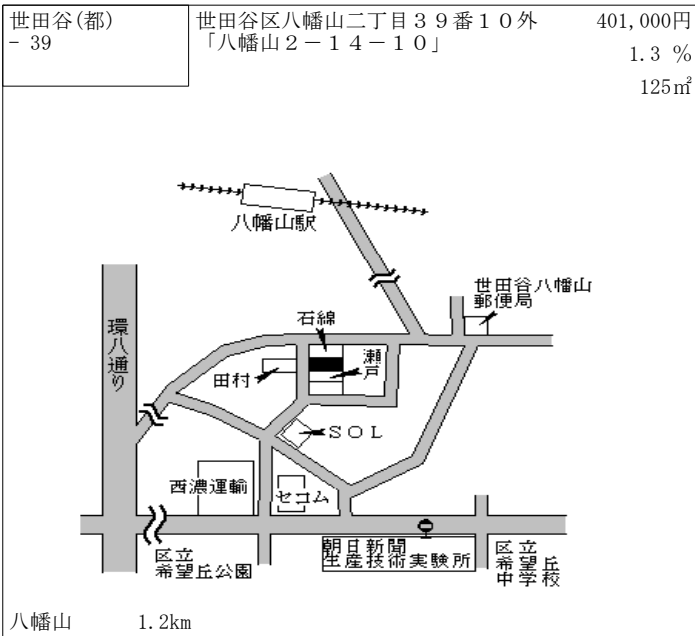 世田谷(都)
- 39
世田谷区八幡山二丁目３９番１０外
「八幡山２－１４－１０」
401,000円
1.3 %
125㎡
八幡山駅
世田谷八幡山
郵便局
環八通り
石綿
瀬戸
田村
ＳＯＬ
西濃運輸
セコム
区立
希望丘公園
朝日新聞
生産技術実験所
区立
希望丘
中学校
八幡山 1.2km